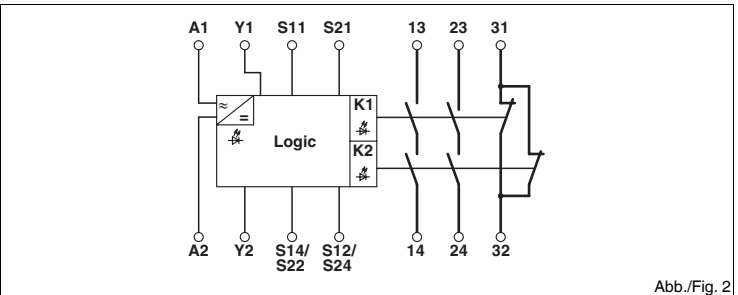 A1 Y1 S11 S21 13 23 31
≈
=
K1
Logic
K2
A2 Y2 S14/ S12/ 14 24 32
S22 S24
Abb./Fig. 2